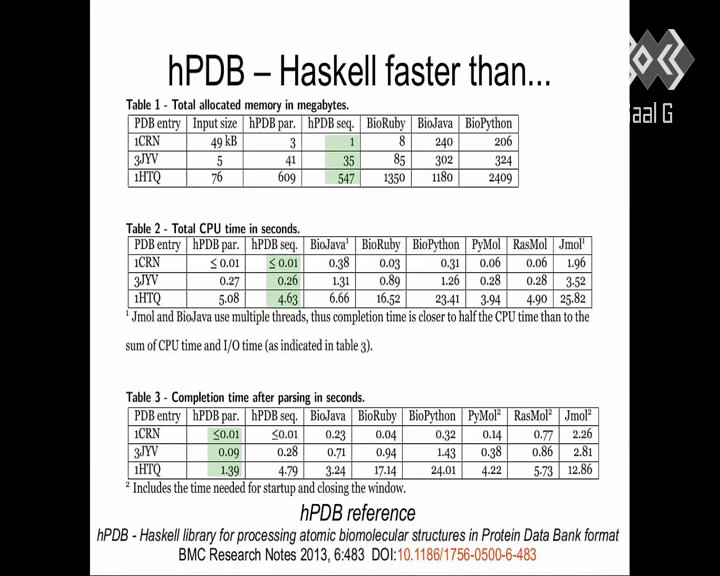 hPDB – Haskell faster than...
Table 1 - Total allocated memory in megabytes.
PDB entry Input size hPDB par. hPDB seq. BioRuby BioJava BioPython
1CRN 49 kB 3 1 8 240 206
3JYV 5 41 35 85 302 324
1HTQ 76 609 547 1350 1180 2409
Table 2 - Total CPU time in seconds.
PDB entry hPDB par. hPDB seq. BioJava¹ BioRuby BioPython PyMol RasMol Jmol¹
1CRN ≤ 0.01 ≤ 0.01 0.38 0.03 0.31 0.06 0.06 1.96
3JYV 0.27 0.26 1.31 0.89 1.26 0.28 0.28 3.52
1HTQ 5.08 4.63 6.66 16.52 23.41 3.94 4.90 25.82
¹ Jmol and BioJava use multiple threads, thus completion time is closer to half the CPU time than to the
sum of CPU time and I/O time (as indicated in table 3).
Table 3 - Completion time after parsing in seconds.
PDB entry hPDB par. hPDB seq. BioJava BioRuby BioPython PyMol² RasMol² Jmol²
1CRN ≤0.01 ≤0.01 0.23 0.04 0.32 0.14 0.77 2.26
3JYV 0.09 0.28 0.71 0.94 1.43 0.38 0.86 2.81
1HTQ 1.39 4.79 3.24 17.14 24.01 4.22 5.73 12.86
² Includes the time needed for startup and closing the window.
hPDB reference
hPDB - Haskell library for processing atomic biomolecular structures in Protein Data Bank format
BMC Research Notes 2013, 6:483 DOI:10.1186/1756-0500-6-483
aal G